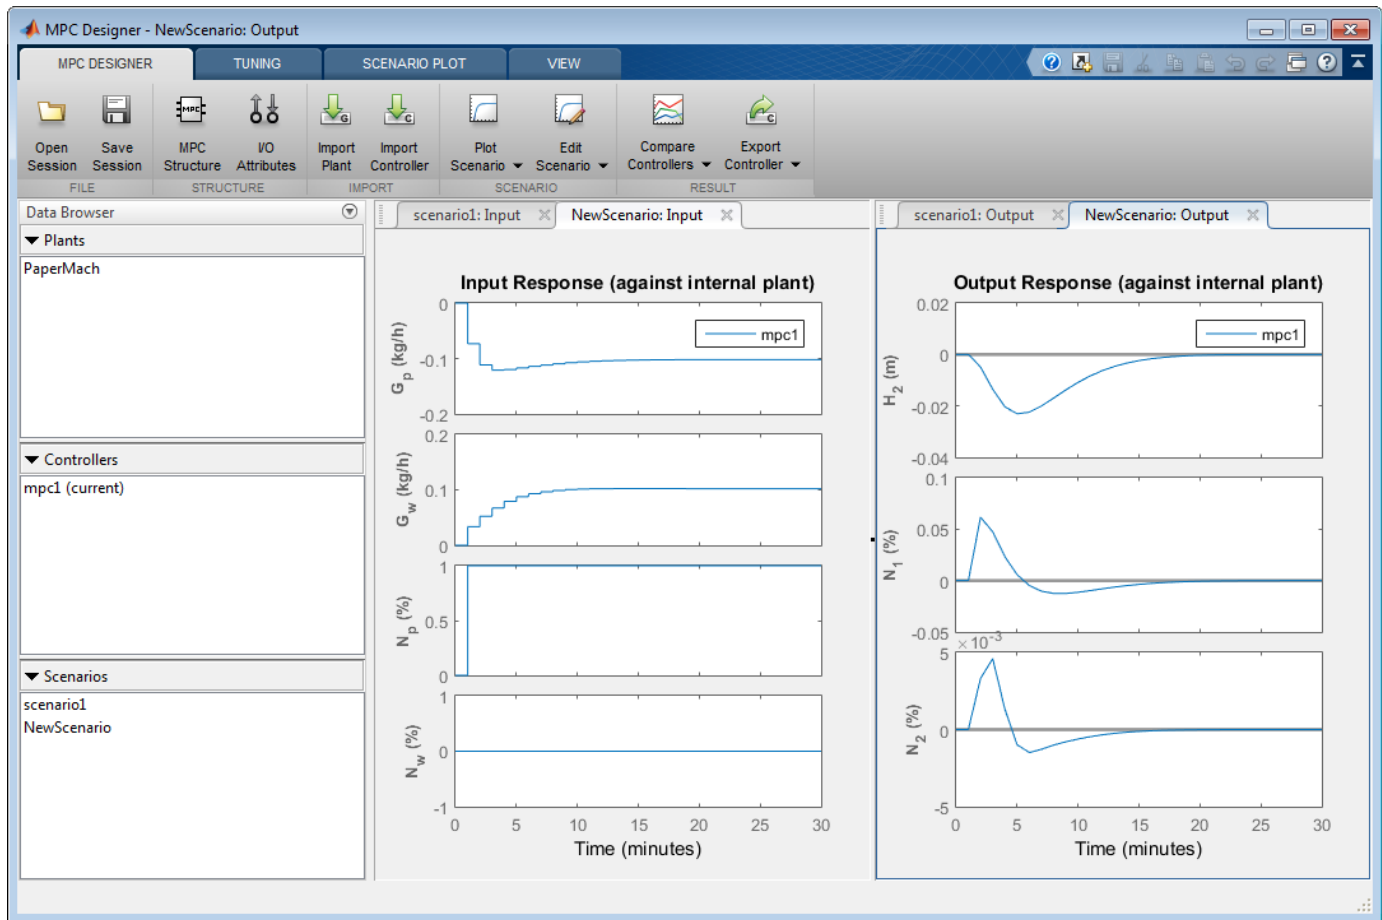 MPC Designer - NewScenario: Output
MPC DESIGNER TUNING SCENARIO PLOT VIEW
Open Session
Save Session
MPC Structure
I/O Attributes
Import Plant
Import Controller
Plot Scenario
Edit Scenario
Compare Controllers
Export Controller
FILE STRUCTURE IMPORT SCENARIO RESULT
Data Browser
Plants
PaperMach
Controllers
mpc1 (current)
Scenarios
scenario1
NewScenario
scenario1: Input NewScenario: Input
Input Response (against internal plant)
mpc1
G_p (kg/h)
0
-0.1
-0.2
G_w (kg/h)
0.2
0.1
0
N_p (%)
1
0.5
0
N_w (%)
1
0
-1
0 5 10 15 20 25 30
Time (minutes)
scenario1: Output NewScenario: Output
Output Response (against internal plant)
mpc1
H_2 (m)
0.02
0
-0.02
-0.04
N_1 (%)
0.1
0.05
0
-0.05
×10^-3
N_2 (%)
5
0
-5
0 5 10 15 20 25 30
Time (minutes)